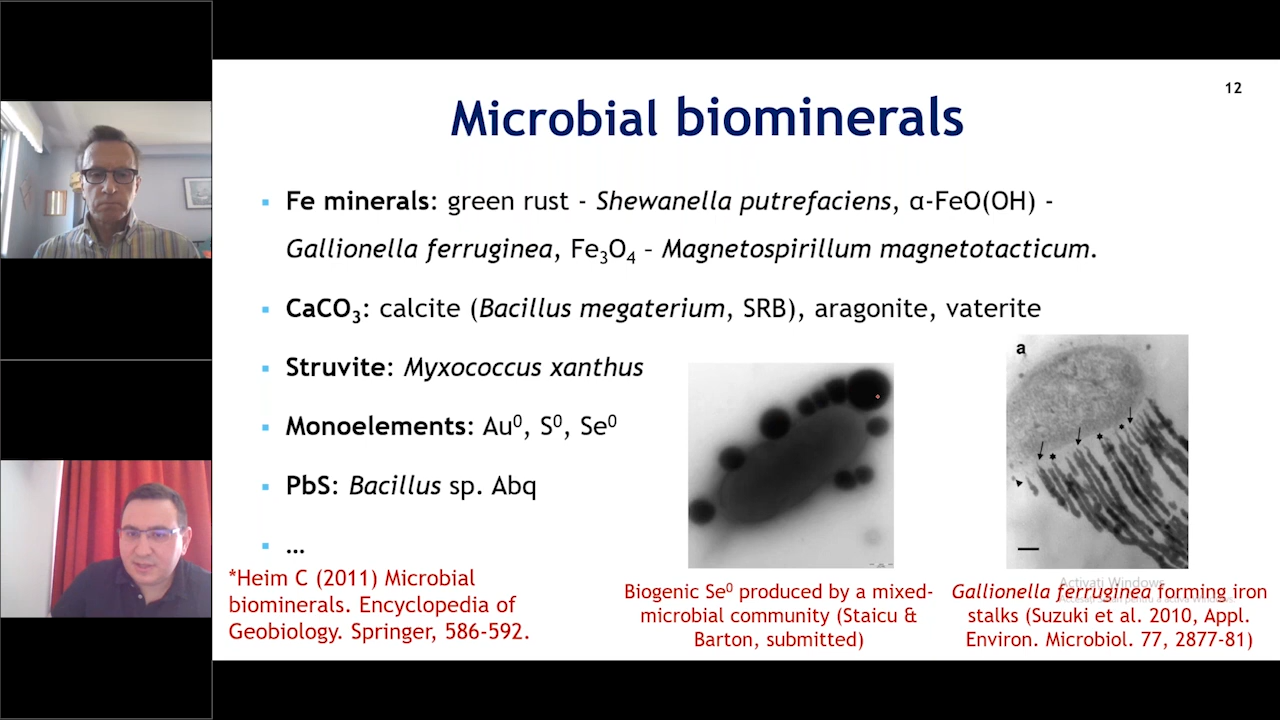 12
Microbial biominerals
▪ Fe minerals: green rust - Shewanella putrefaciens, α-FeO(OH) -
Gallionella ferruginea, Fe₃O₄ – Magnetospirillum magnetotacticum.
▪ CaCO₃: calcite (Bacillus megaterium, SRB), aragonite, vaterite
▪ Struvite: Myxococcus xanthus
▪ Monoelements: Au⁰, S⁰, Se⁰
▪ PbS: Bacillus sp. Abq
▪ …
a
*Heim C (2011) Microbial
biominerals. Encyclopedia of
Geobiology. Springer, 586-592.
Biogenic Se⁰ produced by a mixed-
microbial community (Staicu &
Barton, submitted)
Activati Windows
Gallionella ferruginea forming iron
stalks (Suzuki et al. 2010, Appl.
Environ. Microbiol. 77, 2877-81)